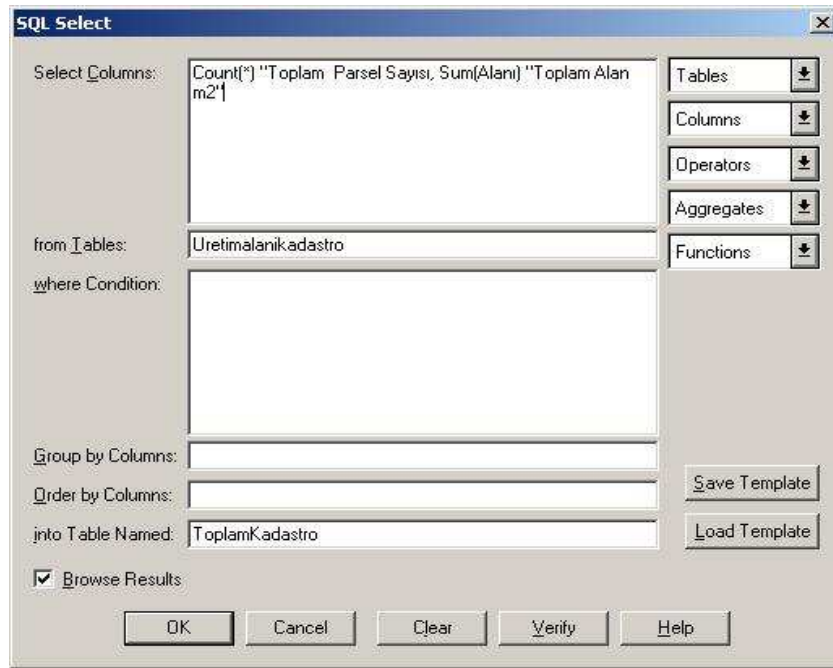 SQL Select
Select Columns:
Count(*) "Toplam  Parsel Sayısı, Sum(Alanı) "Toplam Alan
m2"
Tables
Columns
Operators
Aggregates
from Tables:
Uretimalanikadastro
Functions
where Condition:
Group by Columns:
Order by Columns:
into Table Named:
ToplamKadastro
Save Template
Load Template
Browse Results
OK
Cancel
Clear
Verify
Help